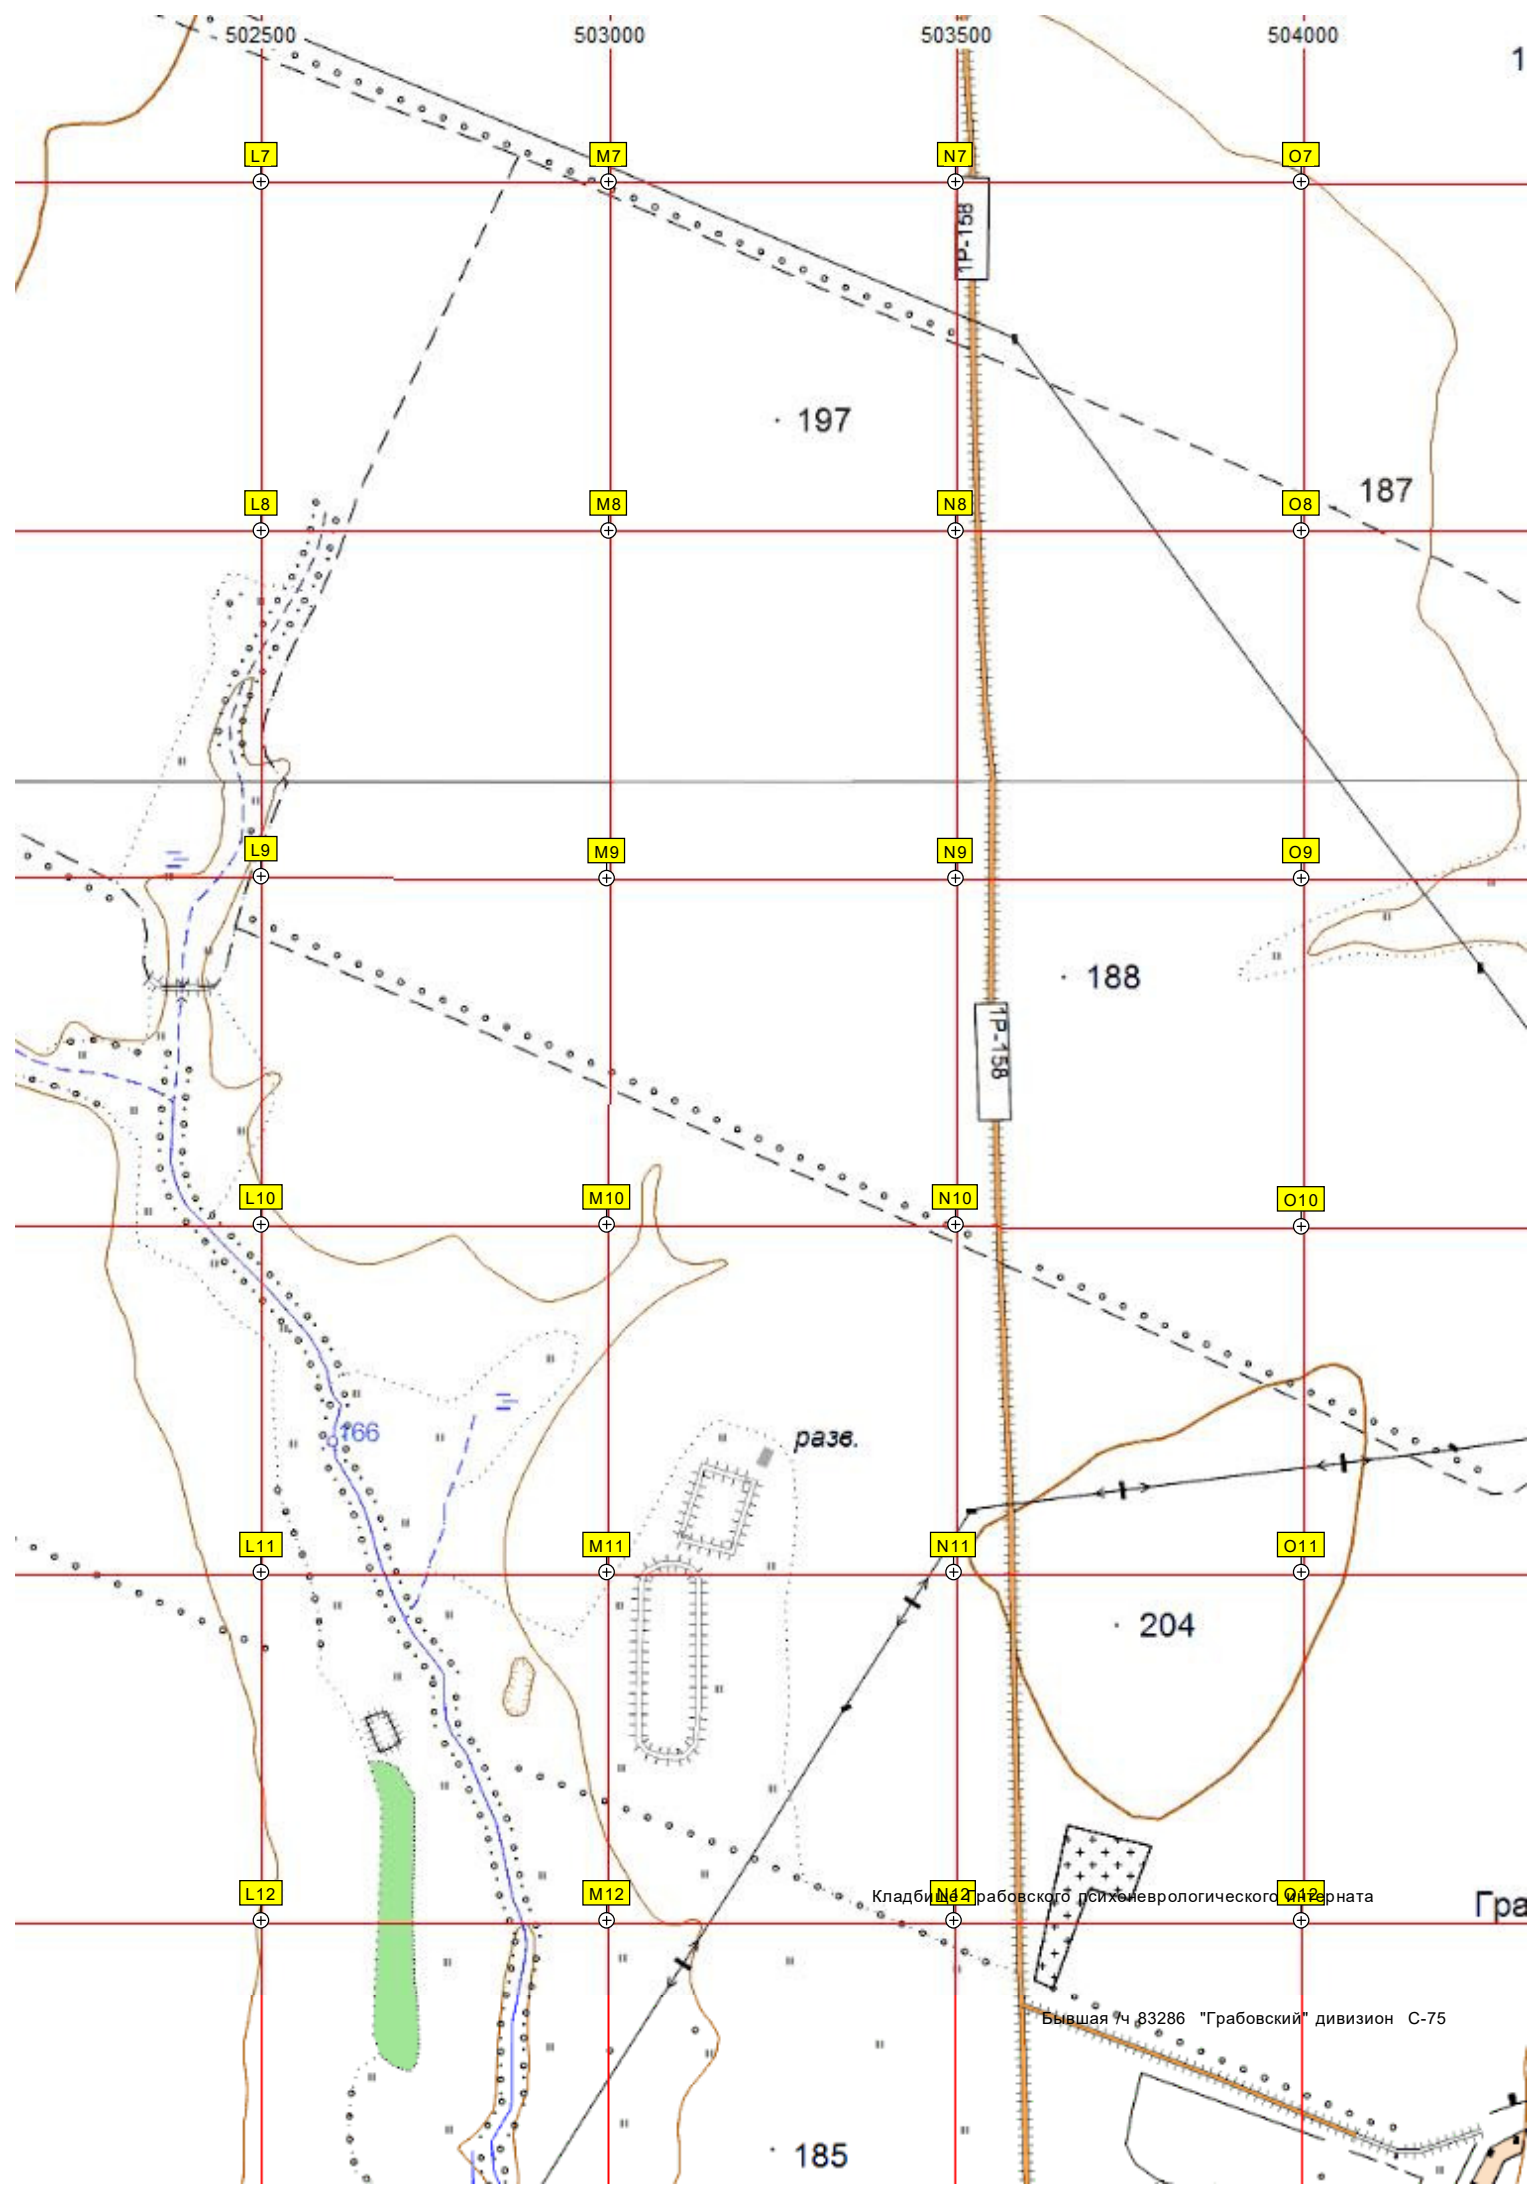 502500 503000 503500 504000
1
L7 M7 N7 O7
1Р-158
197
187
L8 M8 N8 O8
L9 M9 N9 O9
188
1Р-158
L10 M10 N10 O10
166
разв.
L11 M11 N11 O11
204
L12 M12 N12 O12
Кладбище Грабовского психоневрологического интерната
Гра
Бывшая /ч 83286 "Грабовский" дивизион С-75
185